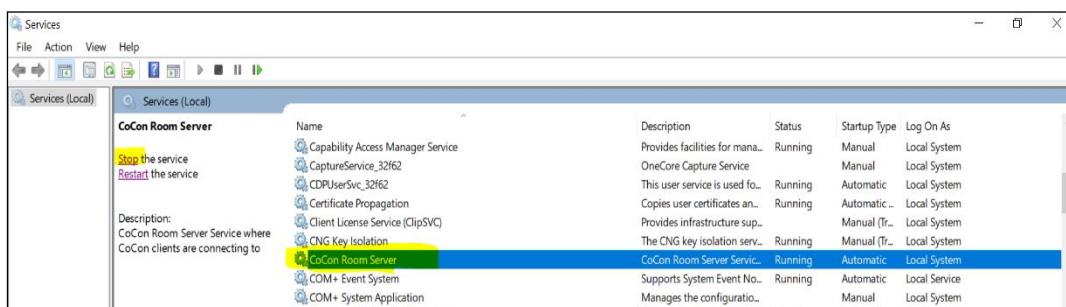 Services
File Action View Help
Services (Local)
Services (Local)
CoCon Room Server
Stop the service
Restart the service
Description:
CoCon Room Server Service where
CoCon clients are connecting to
Name Description Status Startup Type Log On As
Capability Access Manager Service Provides facilities for mana... Running Manual Local System
CaptureService_32f62 OneCore Capture Service Manual Local System
CDPUserSvc_32f62 This user service is used fo... Running Automatic Local System
Certificate Propagation Copies user certificates an... Running Automatic ... Local System
Client License Service (ClipSVC) Provides infrastructure sup... Manual (Tr... Local System
CNG Key Isolation The CNG key isolation serv... Running Manual (Tr... Local System
CoCon Room Server CoCon Room Server Servic... Running Automatic Local System
COM+ Event System Supports System Event No... Running Automatic Local Service
COM+ System Application Manages the configuratio... Manual Local System